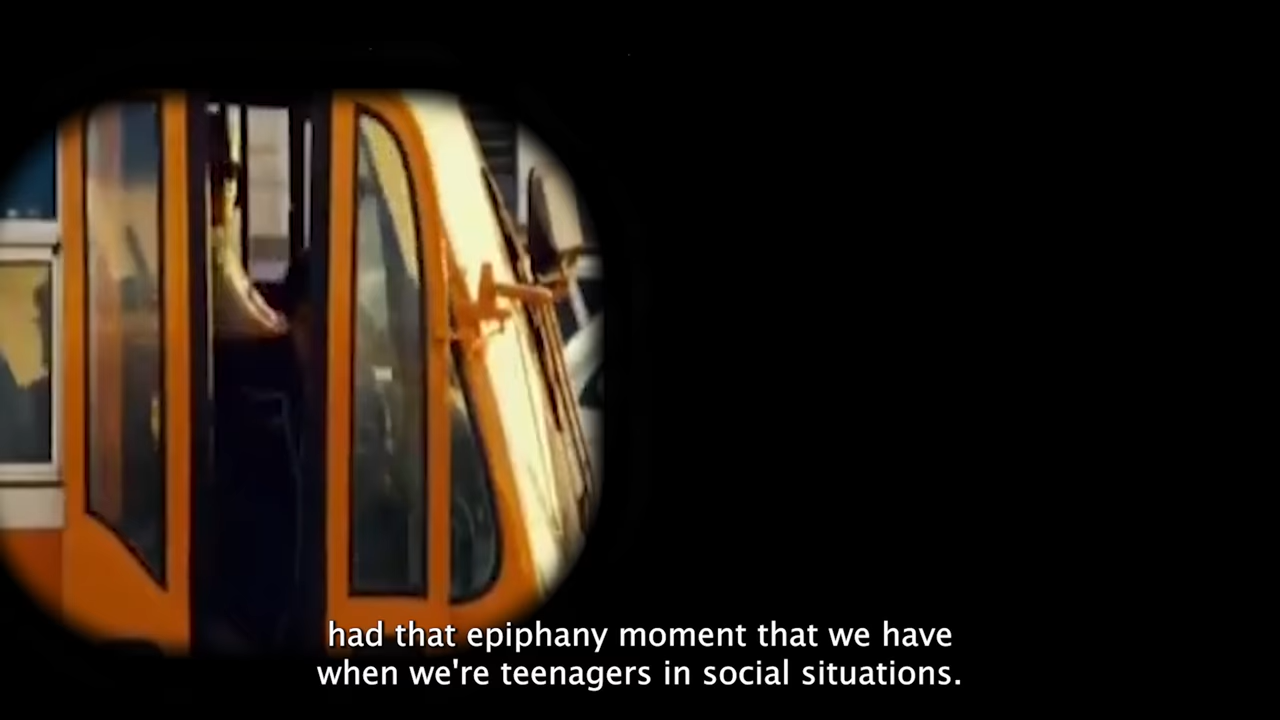 had that epiphany moment that we have
when we're teenagers in social situations.